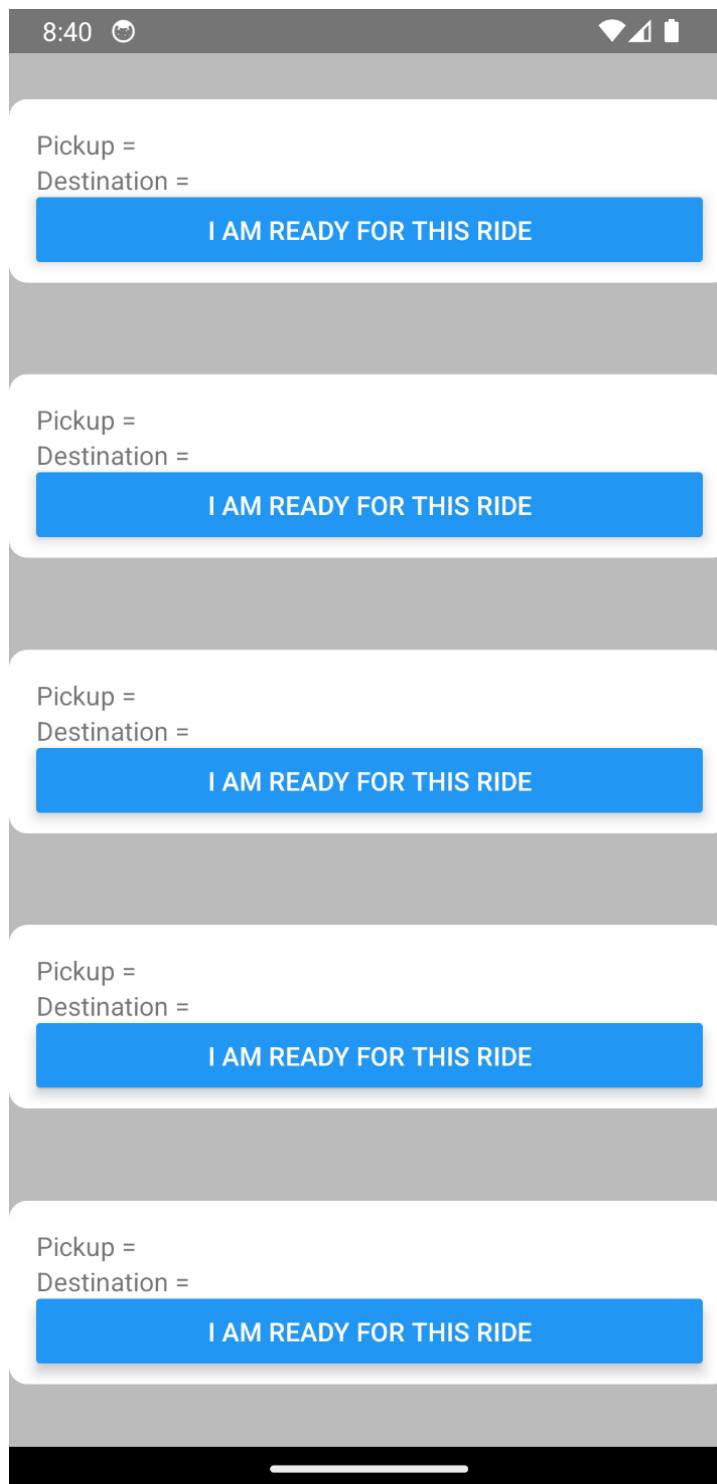 8:40
Pickup =
Destination =
I AM READY FOR THIS RIDE
Pickup =
Destination =
I AM READY FOR THIS RIDE
Pickup =
Destination =
I AM READY FOR THIS RIDE
Pickup =
Destination =
I AM READY FOR THIS RIDE
Pickup =
Destination =
I AM READY FOR THIS RIDE